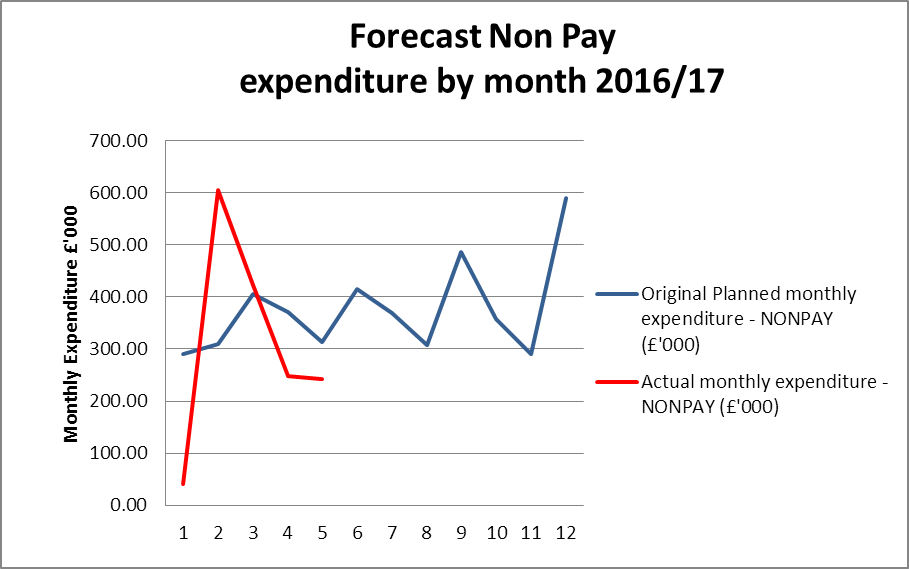 Forecast Non Pay
expenditure by month 2016/17
700.00
600.00
500.00
400.00
300.00
200.00
100.00
0.00
Monthly Expenditure £'000
1 2 3 4 5 6 7 8 9 10 11 12
Original Planned monthly
expenditure - NONPAY
(£'000)
Actual monthly expenditure -
NONPAY (£'000)